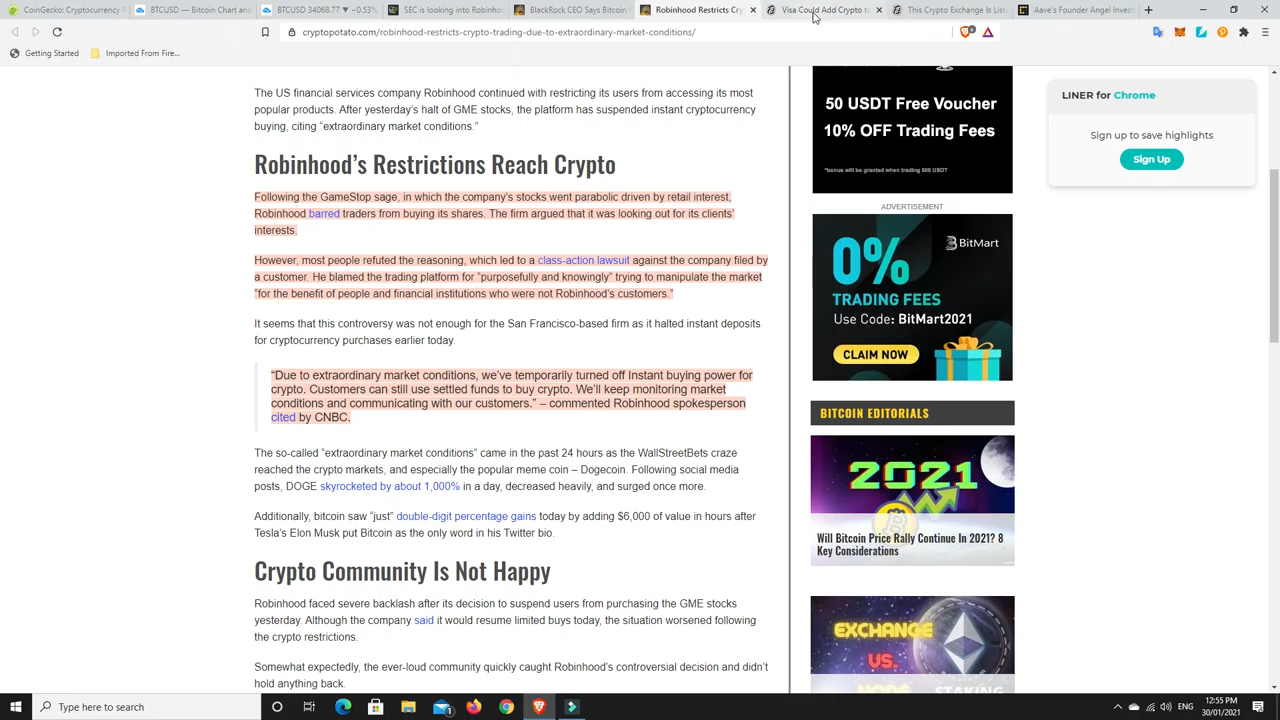 CoinGecko: Cryptocurrency P
BTCUSD — Bitcoin Chart and
BTCUSD 34068.77 ▼ −0.53%
SEC is looking into Robinhoo
BlackRock CEO Says Bitcoin
Robinhood Restricts Cry
Visa Could Add Crypto t
This Crypto Exchange Is Lista
Aave's Founder Angel Invest
cryptopotato.com/robinhood-restricts-crypto-trading-due-to-extraordinary-market-conditions/
Getting Started
Imported From Fire...
The US financial services company Robinhood continued with restricting its users from accessing its most
popular products. After yesterday's halt of GME stocks, the platform has suspended instant cryptocurrency
buying, citing “extraordinary market conditions.”
Robinhood's Restrictions Reach Crypto
Following the GameStop sage, in which the company's stocks went parabolic driven by retail interest,
Robinhood barred traders from buying its shares. The firm argued that it was looking out for its clients'
interests.
However, most people refuted the reasoning, which led to a class-action lawsuit against the company filed by
a customer. He blamed the trading platform for “purposefully and knowingly” trying to manipulate the market
“for the benefit of people and financial institutions who were not Robinhood's customers.”
It seems that this controversy was not enough for the San Francisco-based firm as it halted instant deposits
for cryptocurrency purchases earlier today.
“Due to extraordinary market conditions, we've temporarily turned off Instant buying power for
crypto. Customers can still use settled funds to buy crypto. We'll keep monitoring market
conditions and communicating with our customers.” – commented Robinhood spokesperson
cited by CNBC.
The so-called “extraordinary market conditions” came in the past 24 hours as the WallStreetBets craze
reached the crypto markets, and especially the popular meme coin – Dogecoin. Following social media
posts, DOGE skyrocketed by about 1,000% in a day, decreased heavily, and surged once more.
Additionally, bitcoin saw “just” double-digit percentage gains today by adding $6,000 of value in hours after
Tesla's Elon Musk put Bitcoin as the only word in his Twitter bio.
Crypto Community Is Not Happy
Robinhood faced severe backlash after its decision to suspend users from purchasing the GME stocks
yesterday. Although the company said it would resume limited buys today, the situation worsened following
the crypto restrictions.
Somewhat expectedly, the ever-loud community quickly caught Robinhood's controversial decision and didn't
hold anything back.
50 USDT Free Voucher
10% OFF Trading Fees
*bonus will be granted when trading 500 USDT
ADVERTISEMENT
BitMart
0%
TRADING FEES
Use Code: BitMart2021
CLAIM NOW
BITCOIN EDITORIALS
2021
Will Bitcoin Price Rally Continue In 2021? 8
Key Considerations
EXCHANGE
VS.
STAKING
LINER for Chrome
Sign up to save highlights
Sign Up
Type here to search
ENG
12:55 PM
30/01/2021